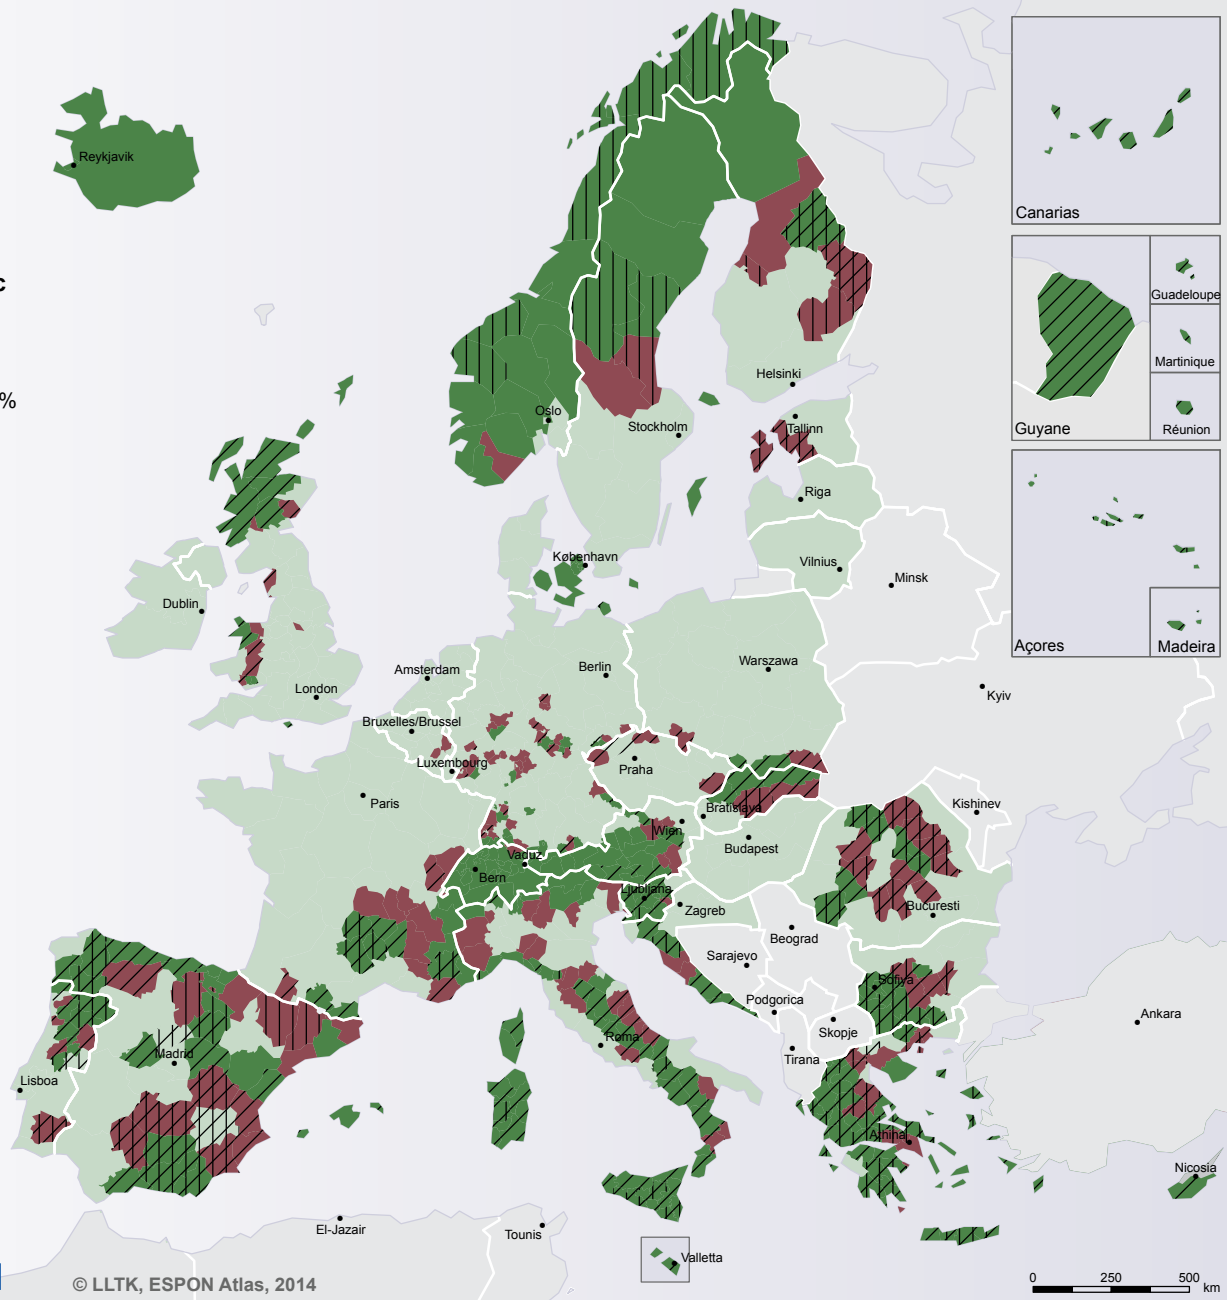 Canarias
Reykjavik
c
Guadeloupe
Martinique
Guyane
Réunion
%
Helsinki
Oslo
Stockholm
Tallinn
Riga
København
Vilnius
Minsk
Dublin
Açores
Madeira
Amsterdam
Berlin
Warszawa
London
Kyiv
Bruxelles/Brussel
Luxembourg
Praha
Paris
Kishinev
Bratislava
Wien
Budapest
Vaduz
Bern
Ljubljana
Zagreb
Bucuresti
Beograd
Sarajevo
Sofiya
Podgorica
Skopje
Ankara
Roma
Madrid
Tirana
Lisboa
Athinai
Nicosia
El-Jazair
Tounis
Valletta
© LLTK, ESPON Atlas, 2014
0 250 500
km